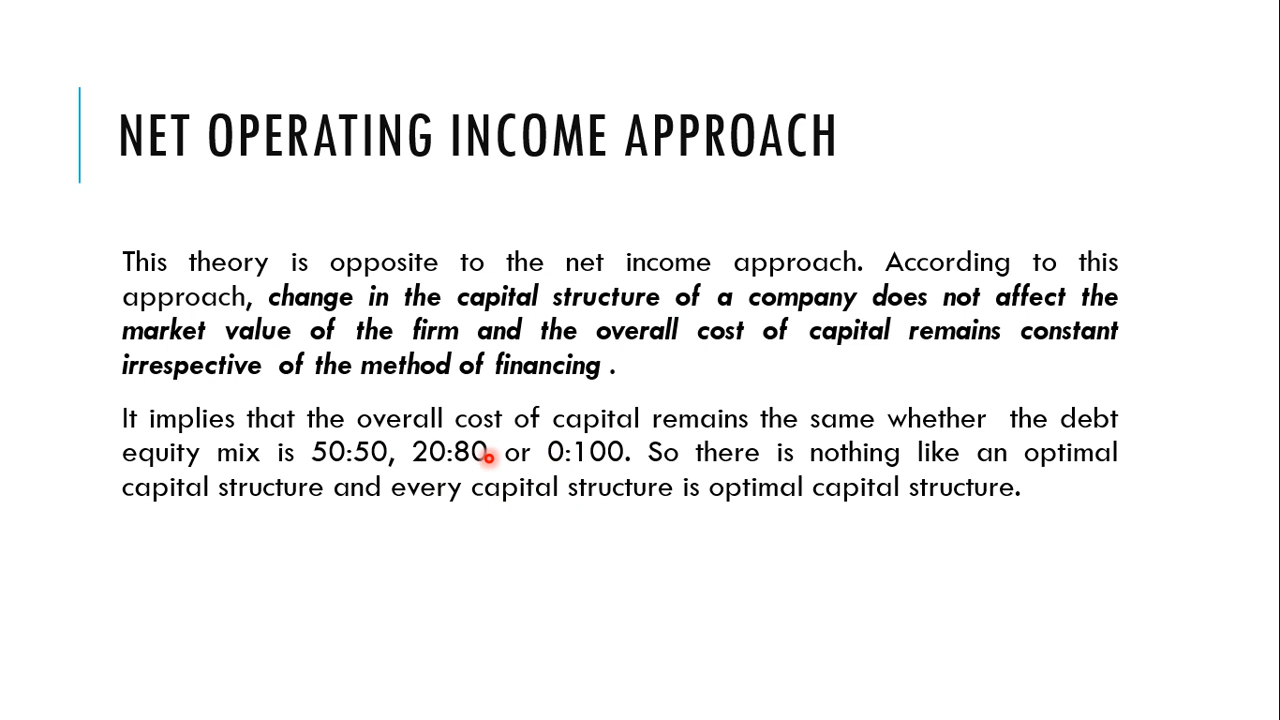 NET OPERATING INCOME APPROACH
This theory is opposite to the net income approach. According to this
approach, change in the capital structure of a company does not affect the
market value of the firm and the overall cost of capital remains constant
irrespective of the method of financing .
It implies that the overall cost of capital remains the same whether the debt
equity mix is 50:50, 20:80, or 0:100. So there is nothing like an optimal
capital structure and every capital structure is optimal capital structure.